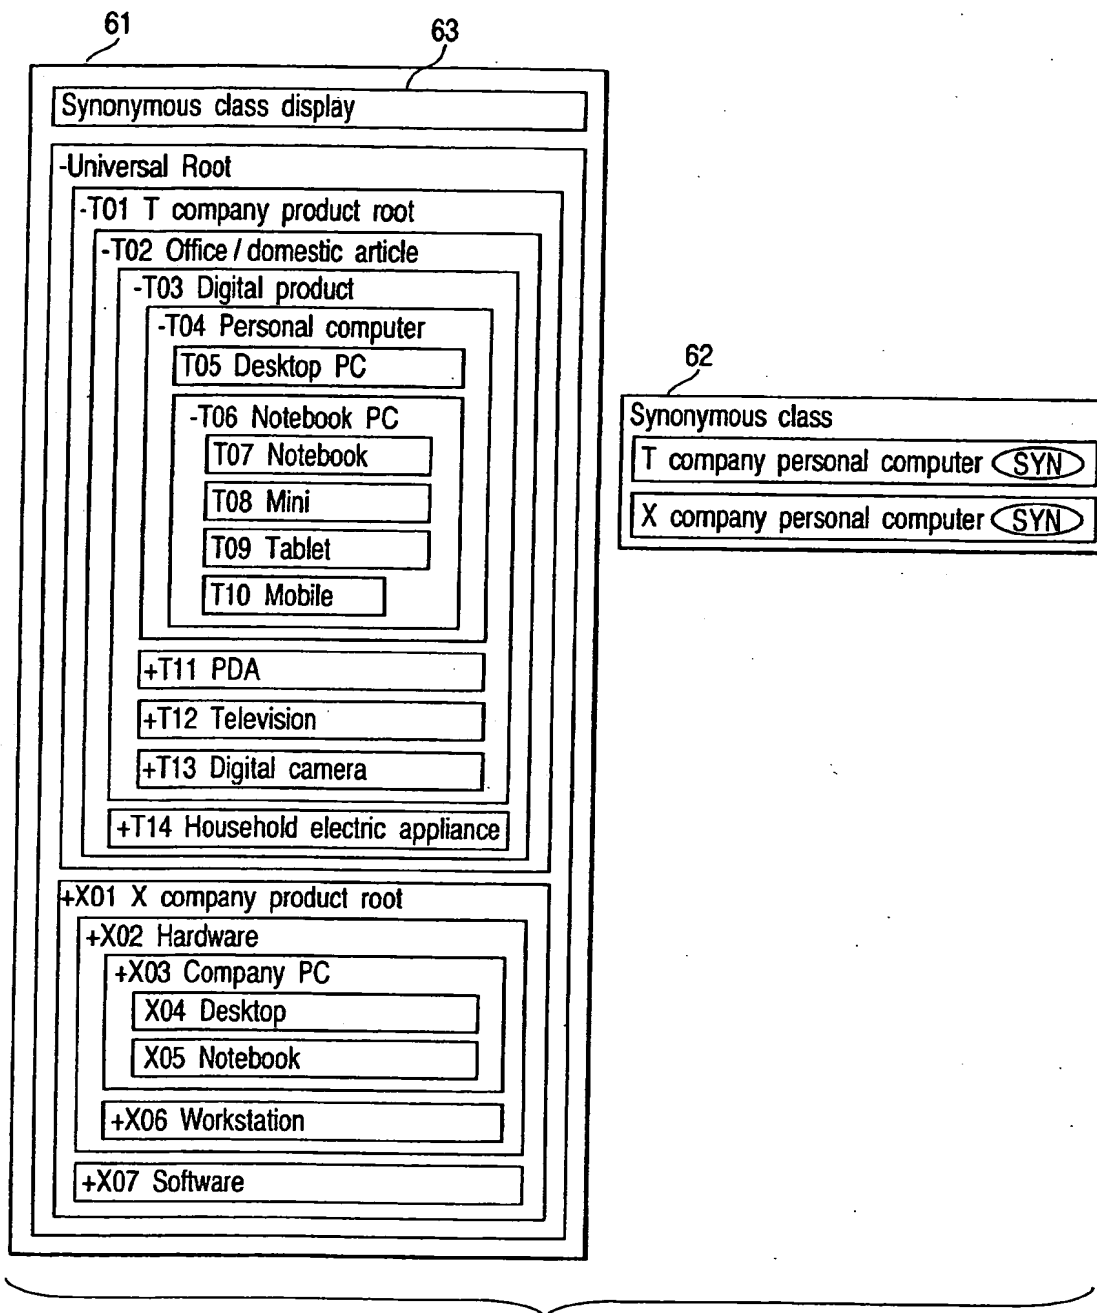 61
63
Synonymous class display
-Universal Root
-T01 T company product root
-T02 Office / domestic article
-T03 Digital product
-T04 Personal computer
T05 Desktop PC
-T06 Notebook PC
T07 Notebook
T08 Mini
T09 Tablet
T10 Mobile
+T11 PDA
+T12 Television
+T13 Digital camera
+T14 Household electric appliance
+X01 X company product root
+X02 Hardware
+X03 Company PC
X04 Desktop
X05 Notebook
+X06 Workstation
+X07 Software
62
Synonymous class
T company personal computer SYN
X company personal computer SYN